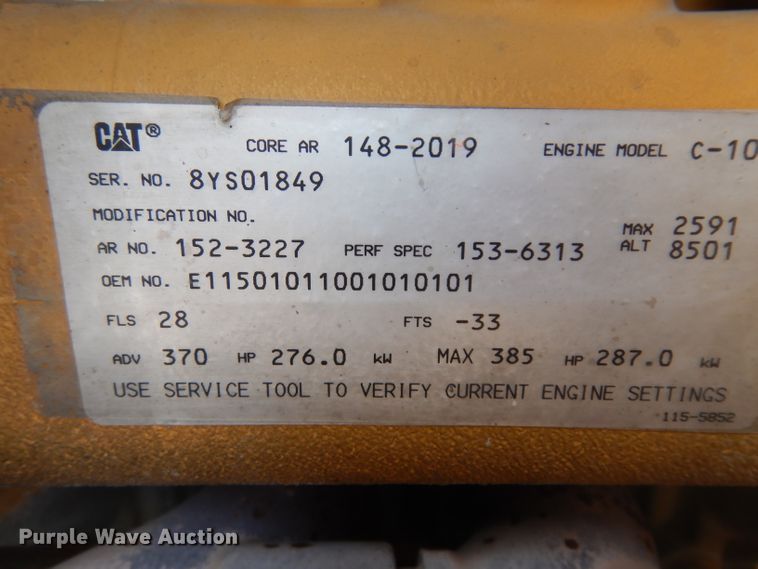 CAT® CORE AR 148-2019 ENGINE MODEL C-10
SER. NO. 8YS01849
MODIFICATION NO.
MAX 2591
AR NO. 152-3227 PERF SPEC 153-6313 ALT 8501
OEM NO. E115010110010101​01
FLS 28 FTS -33
ADV 370 HP 276.0 kW MAX 385 HP 287.0 kW
USE SERVICE TOOL TO VERIFY CURRENT ENGINE SETTINGS
115-5852
Purple Wave Auction